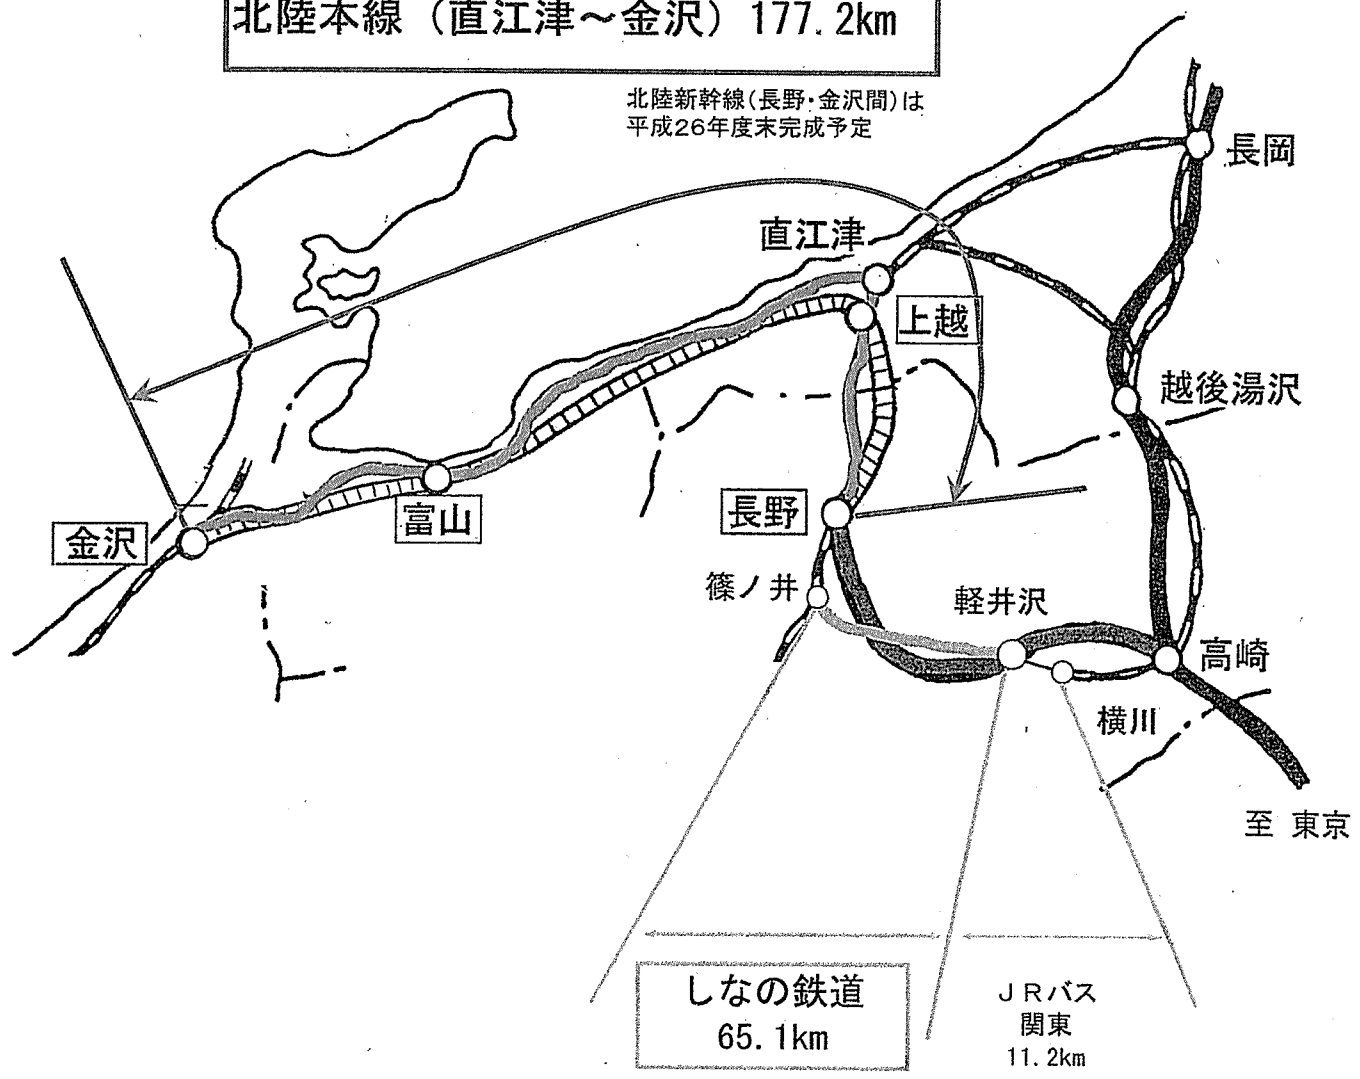 北陸本線（直江津～金沢）177.2km
北陸新幹線（長野・金沢間）は
平成26年度末完成予定
長岡
直江津
上越
越後湯沢
富山
金沢
長野
篠ノ井
軽井沢
高崎
横川
至 東京
しなの鉄道
65.1km
ＪＲバス
関東
11.2km